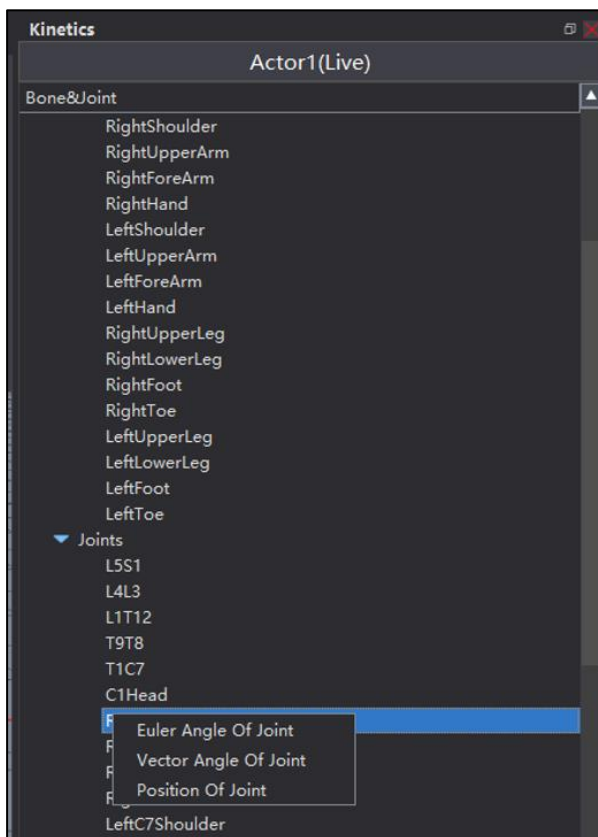 Kinetics
Actor1(Live)
Bone&Joint
RightShoulder
RightUpperArm
RightForeArm
RightHand
LeftShoulder
LeftUpperArm
LeftForeArm
LeftHand
RightUpperLeg
RightLowerLeg
RightFoot
RightToe
LeftUpperLeg
LeftLowerLeg
LeftFoot
LeftToe
Joints
L5S1
L4L3
L1T12
T9T8
T1C7
C1Head
Euler Angle Of Joint
Vector Angle Of Joint
Position Of Joint
LeftC7Shoulder